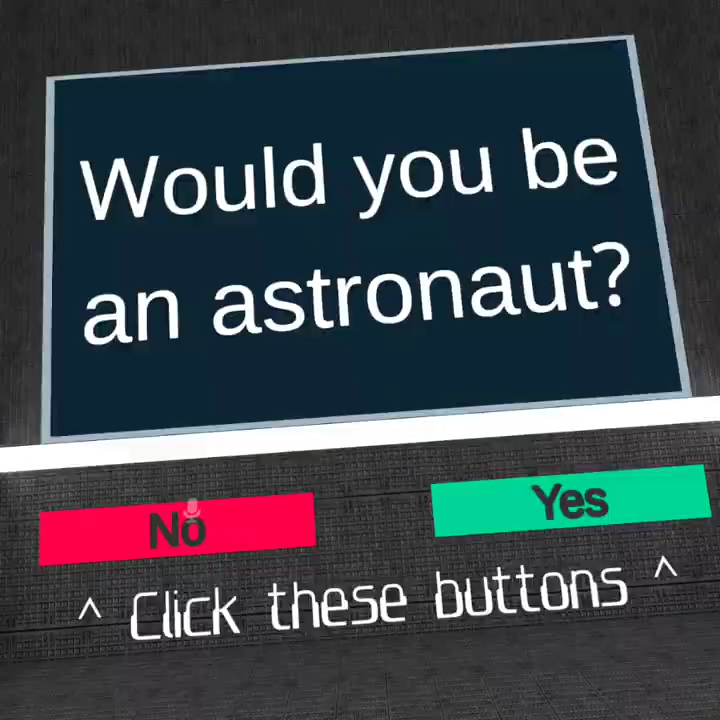 Would you be
an astronaut?
No
Yes
^ Click these buttons ^